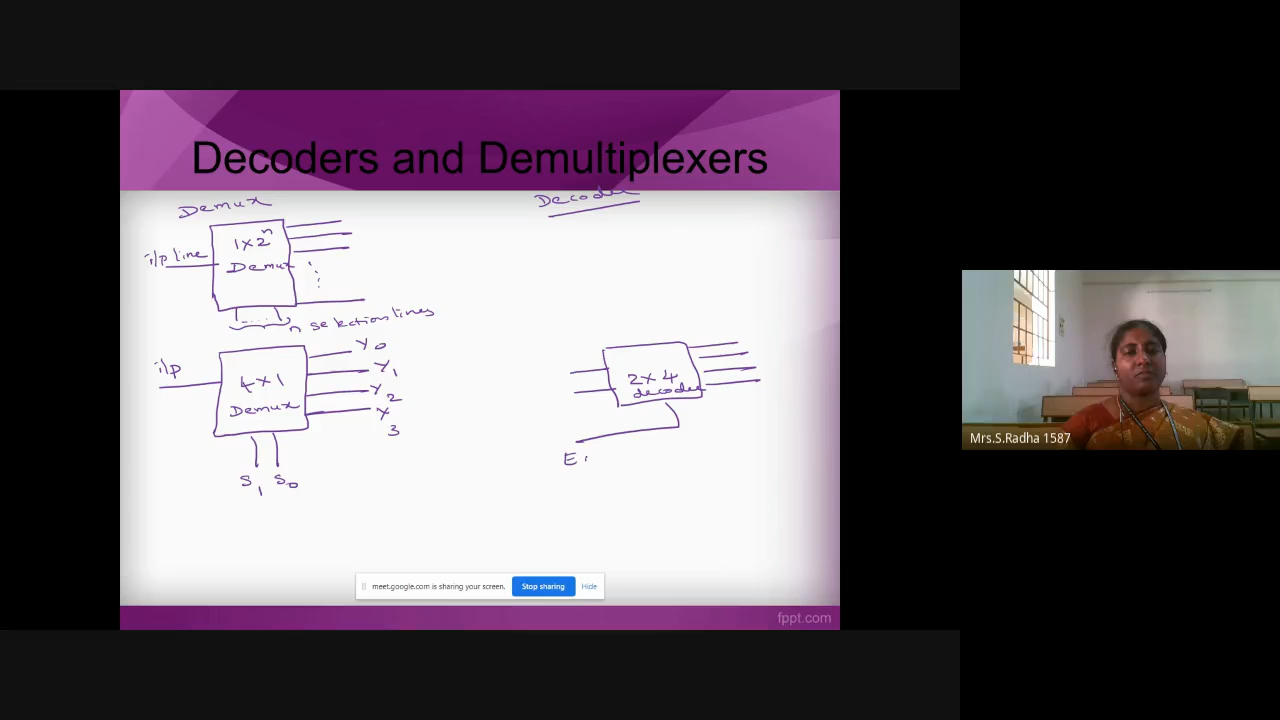 Decoders and Demultiplexers
Demux
Decoder
1x2ⁿ
i/p line
Demux
n selection lines
Y0
i/p
4x1
Y1
Y2
Demux
Y3
S1 S0
2x4
decoder
E
meet.google.com is sharing your screen.
Stop sharing
Hide
fppt.com
Mrs.S.Radha 1587